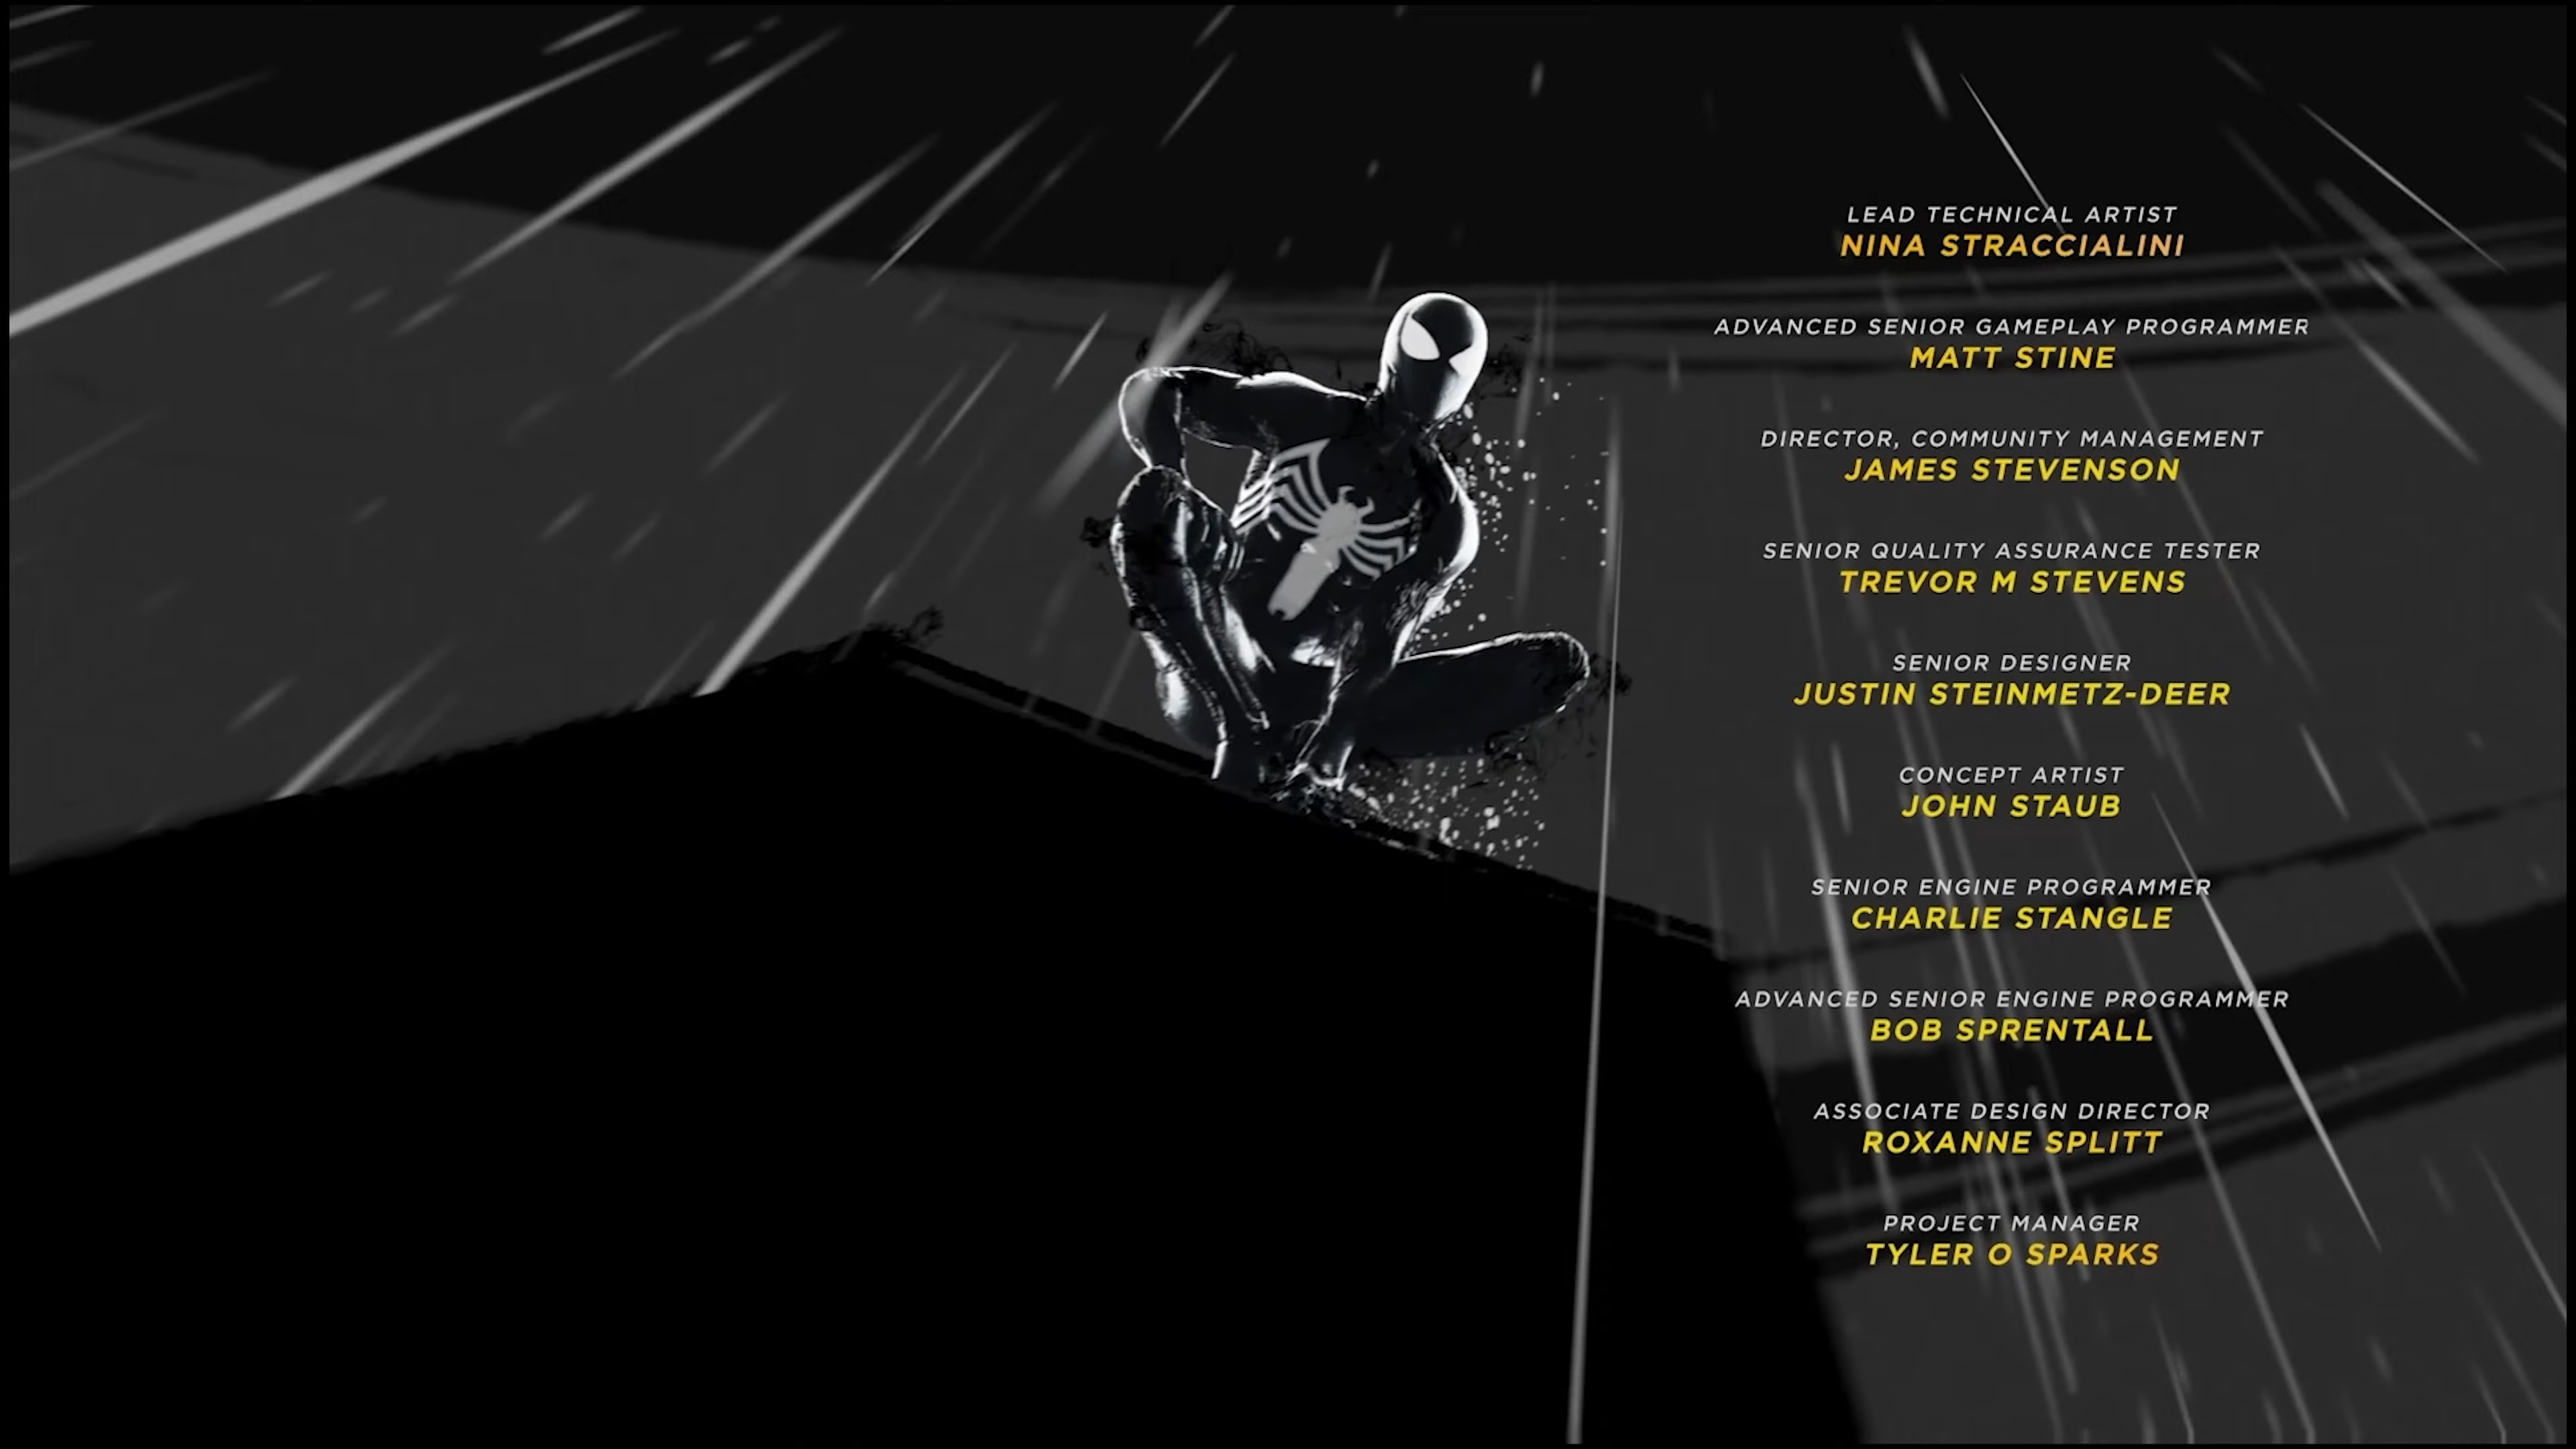 LEAD TECHNICAL ARTIST
NINA STRACCIALINI
ADVANCED SENIOR GAMEPLAY PROGRAMMER
MATT STINE
DIRECTOR, COMMUNITY MANAGEMENT
JAMES STEVENSON
SENIOR QUALITY ASSURANCE TESTER
TREVOR M STEVENS
SENIOR DESIGNER
JUSTIN STEINMETZ-DEER
CONCEPT ARTIST
JOHN STAUB
SENIOR ENGINE PROGRAMMER
CHARLIE STANGLE
ADVANCED SENIOR ENGINE PROGRAMMER
BOB SPRENTALL
ASSOCIATE DESIGN DIRECTOR
ROXANNE SPLITT
PROJECT MANAGER
TYLER O SPARKS